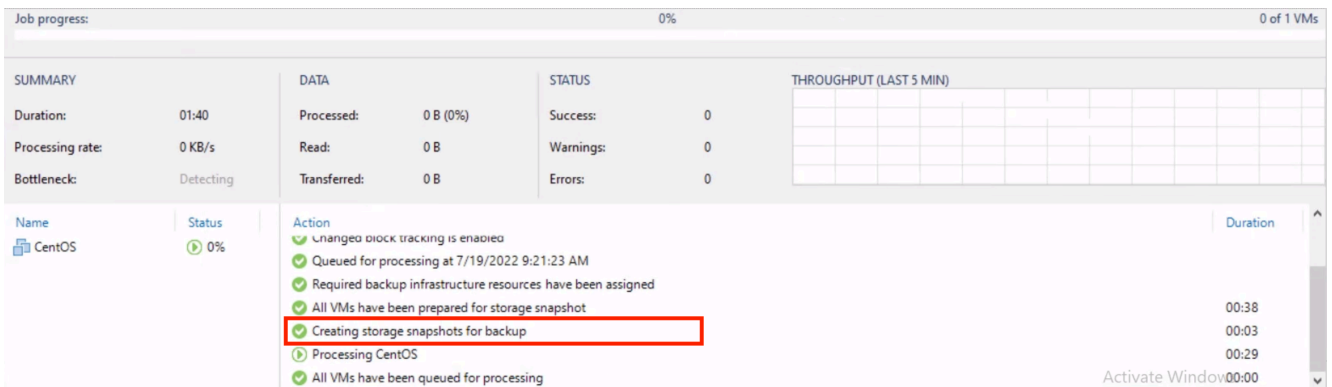 Job progress: 0% 0 of 1 VMs
SUMMARY DATA STATUS THROUGHPUT (LAST 5 MIN)
Duration: 01:40 Processed: 0 B (0%) Success: 0
Processing rate: 0 KB/s Read: 0 B Warnings: 0
Bottleneck: Detecting Transferred: 0 B Errors: 0
Name Status Action Duration
CentOS 0% Changed block tracking is enabled
Queued for processing at 7/19/2022 9:21:23 AM
Required backup infrastructure resources have been assigned
All VMs have been prepared for storage snapshot 00:38
Creating storage snapshots for backup 00:03
Processing CentOS 00:29
All VMs have been queued for processing Activate Window 00:00